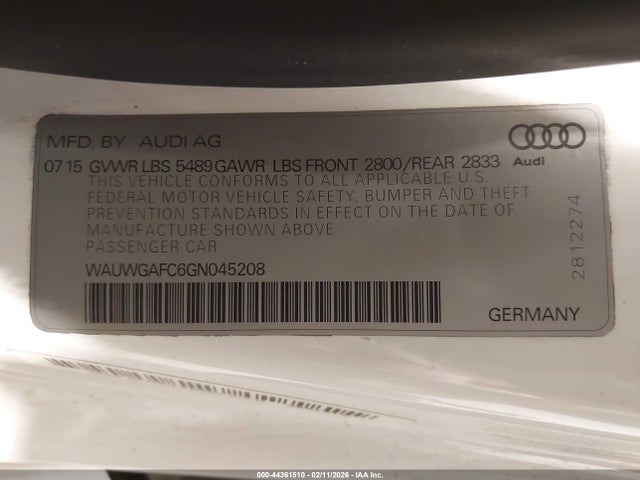 MFD. BY AUDI AG
07 15 GVWR LBS 5489 GAWR LBS FRONT 2800/REAR 2833
Audi
THIS VEHICLE CONFORMS TO ALL APPLICABLE U.S.
FEDERAL MOTOR VEHICLE SAFETY, BUMPER AND THEFT
PREVENTION STANDARDS IN EFFECT ON THE DATE OF
MANUFACTURE SHOWN ABOVE
PASSENGER CAR
2812274
WAUWGAFC6GN045208
GERMANY
000-44361510 - 02/11/2026 - IAAI.com